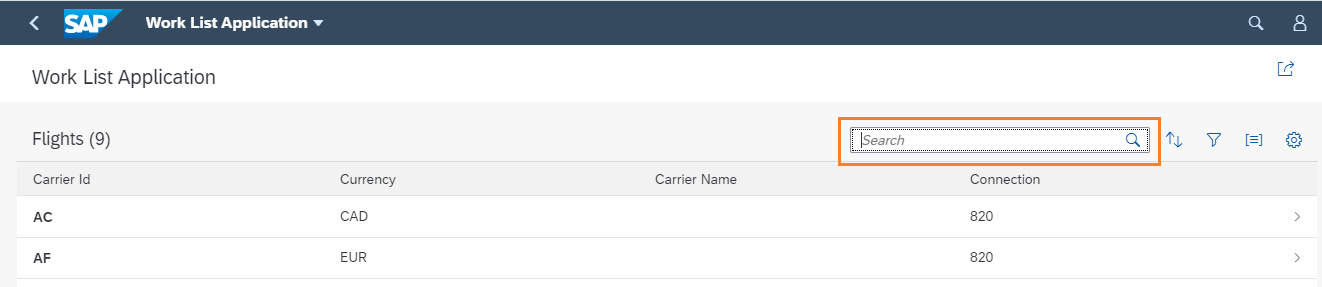 SAP Work List Application
Work List Application
Flights (9) Search
Carrier Id Currency Carrier Name Connection
AC CAD 820
AF EUR 820